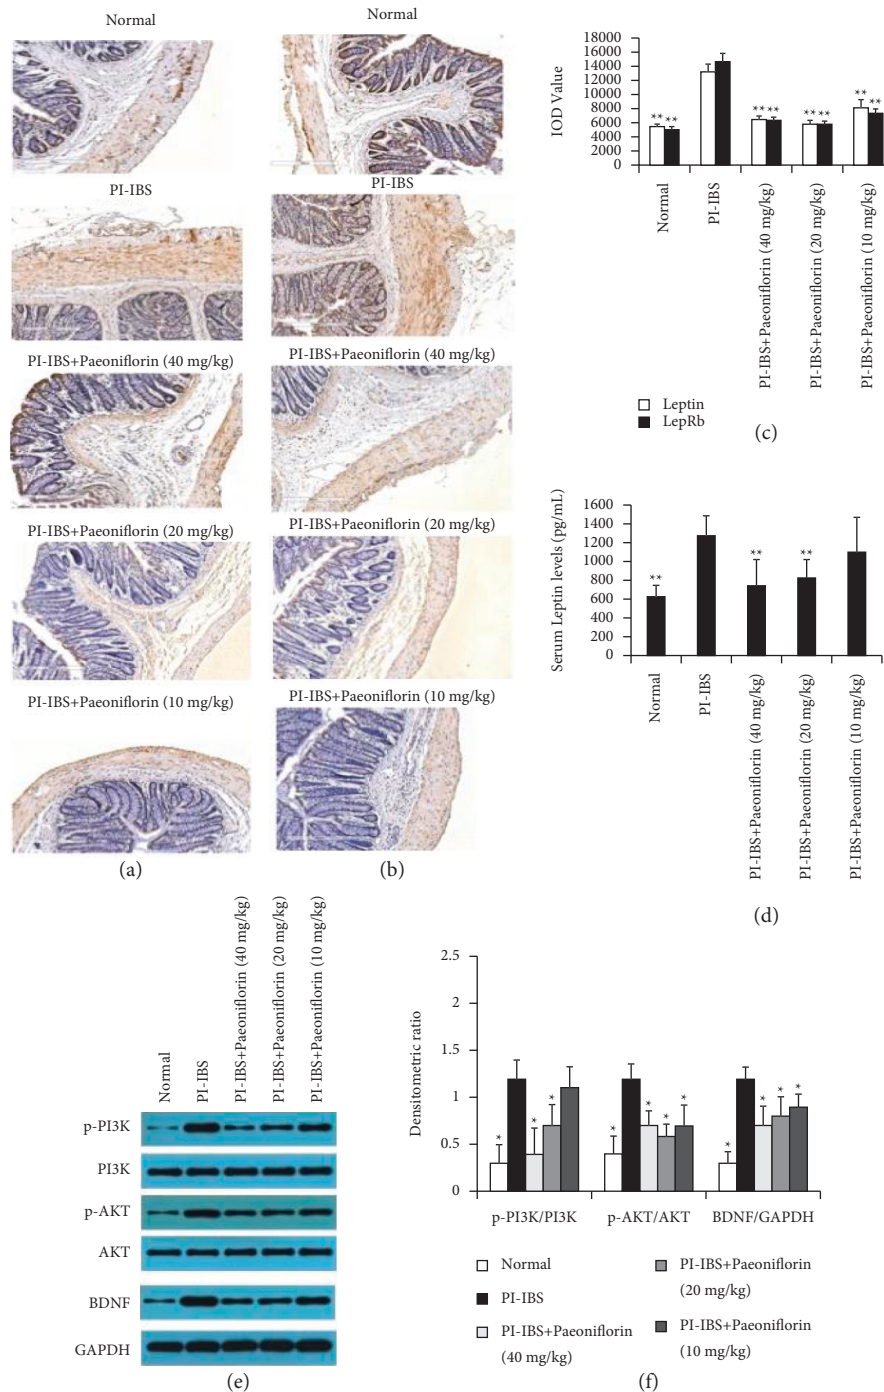 Normal
Normal
PI-IBS
PI-IBS
PI-IBS+Paeoniflorin (40 mg/kg)
PI-IBS+Paeoniflorin (40 mg/kg)
PI-IBS+Paeoniflorin (20 mg/kg)
PI-IBS+Paeoniflorin (20 mg/kg)
PI-IBS+Paeoniflorin (10 mg/kg)
PI-IBS+Paeoniflorin (10 mg/kg)
(a)
(b)
IOD Value
18000
16000
14000
12000
10000
8000
6000
4000
2000
0
** **
** **
** **
** **
Normal
PI-IBS
PI-IBS+Paeoniflorin (40 mg/kg)
PI-IBS+Paeoniflorin (20 mg/kg)
PI-IBS+Paeoniflorin (10 mg/kg)
Leptin
LepRb
(c)
Serum Leptin levels (pg/mL)
1600
1400
1200
1000
800
600
400
200
0
**
**
**
Normal
PI-IBS
PI-IBS+Paeoniflorin (40 mg/kg)
PI-IBS+Paeoniflorin (20 mg/kg)
PI-IBS+Paeoniflorin (10 mg/kg)
(d)
Normal
PI-IBS
PI-IBS+Paeoniflorin (40 mg/kg)
PI-IBS+Paeoniflorin (20 mg/kg)
PI-IBS+Paeoniflorin (10 mg/kg)
p-PI3K
PI3K
p-AKT
AKT
BDNF
GAPDH
(e)
Densitometric ratio
2.5
2
1.5
1
0.5
0
* * *
* * * *
* * * *
p-PI3K/PI3K
p-AKT/AKT
BDNF/GAPDH
Normal
PI-IBS
PI-IBS+Paeoniflorin
(40 mg/kg)
PI-IBS+Paeoniflorin
(20 mg/kg)
PI-IBS+Paeoniflorin
(10 mg/kg)
(f)